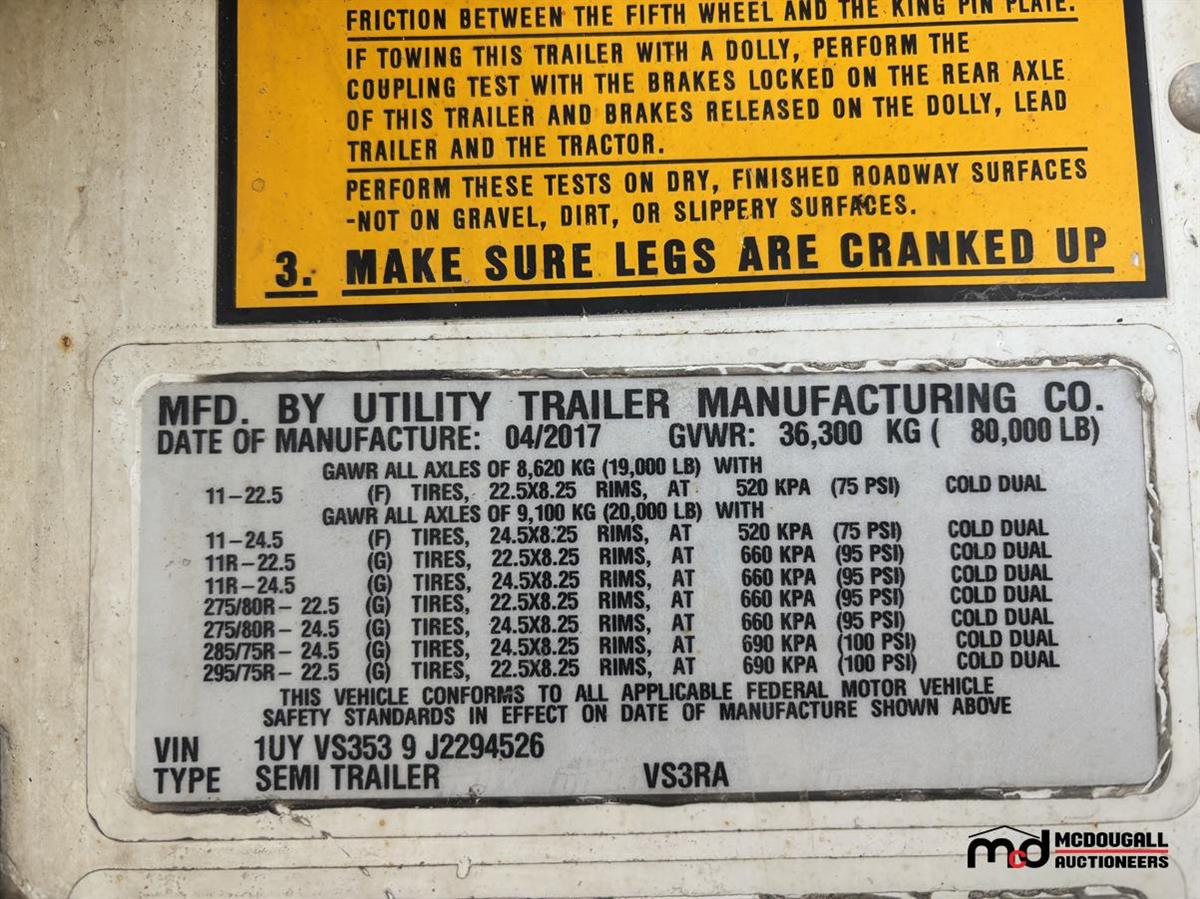 FRICTION BETWEEN THE FIFTH WHEEL AND THE KING PIN PLATE.
IF TOWING THIS TRAILER WITH A DOLLY, PERFORM THE
COUPLING TEST WITH THE BRAKES LOCKED ON THE REAR AXLE
OF THIS TRAILER AND BRAKES RELEASED ON THE DOLLY, LEAD
TRAILER AND THE TRACTOR.
PERFORM THESE TESTS ON DRY, FINISHED ROADWAY SURFACES
-NOT ON GRAVEL, DIRT, OR SLIPPERY SURFACES.
3. MAKE SURE LEGS ARE CRANKED UP
MFD. BY UTILITY TRAILER MANUFACTURING CO.
DATE OF MANUFACTURE: 04/2017 GVWR: 36,300 KG ( 80,000 LB)
GAWR ALL AXLES OF 8,620 KG (19,000 LB) WITH
11-22.5 (F) TIRES, 22.5X8.25 RIMS, AT 520 KPA (75 PSI) COLD DUAL
GAWR ALL AXLES OF 9,100 KG (20,000 LB) WITH
11-24.5 (F) TIRES, 24.5X8.25 RIMS, AT 520 KPA (75 PSI) COLD DUAL
11R-22.5 (G) TIRES, 22.5X8.25 RIMS, AT 660 KPA (95 PSI) COLD DUAL
11R-24.5 (G) TIRES, 24.5X8.25 RIMS, AT 660 KPA (95 PSI) COLD DUAL
275/80R- 22.5 (G) TIRES, 22.5X8.25 RIMS, AT 660 KPA (95 PSI) COLD DUAL
275/80R- 24.5 (G) TIRES, 24.5X8.25 RIMS, AT 660 KPA (95 PSI) COLD DUAL
285/75R- 24.5 (G) TIRES, 24.5X8.25 RIMS, AT 690 KPA (100 PSI) COLD DUAL
295/75R- 22.5 (G) TIRES, 22.5X8.25 RIMS, AT 690 KPA (100 PSI) COLD DUAL
THIS VEHICLE CONFORMS TO ALL APPLICABLE FEDERAL MOTOR VEHICLE
SAFETY STANDARDS IN EFFECT ON DATE OF MANUFACTURE SHOWN ABOVE
VIN 1UY VS353 9 J2294526
TYPE SEMI TRAILER VS3RA
mcd MCDOUGALL
AUCTIONEERS